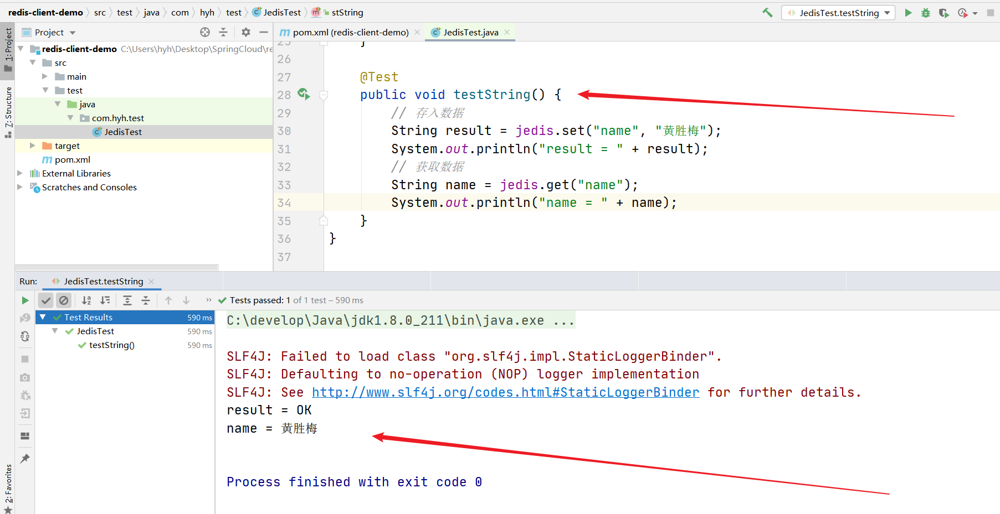 redis-client-demo src test java com hyh test JedisTest stString JedisTest.testString
1: Project
7: Structure
2: Favorites
Project
redis-client-demo C:\Users\hyh\Desktop\SpringCloud\re
src
main
test
java
com.hyh.test
JedisTest
target
pom.xml
External Libraries
Scratches and Consoles
pom.xml (redis-client-demo) JedisTest.java
25 }
26
27 @Test
28 public void testString() {
29 // 存入数据
30 String result = jedis.set("name", "黄胜梅");
31 System.out.println("result = " + result);
32 // 获取数据
33 String name = jedis.get("name");
34 System.out.println("name = " + name);
35 }
36 }
37
Run: JedisTest.testString
Tests passed: 1 of 1 test – 590 ms
Test Results 590 ms
JedisTest 590 ms
testString() 590 ms
C:\develop\Java\jdk1.8.0_211\bin\java.exe ...
SLF4J: Failed to load class "org.slf4j.impl.StaticLoggerBinder".
SLF4J: Defaulting to no-operation (NOP) logger implementation
SLF4J: See http://www.slf4j.org/codes.html#StaticLoggerBinder for further details.
result = OK
name = 黄胜梅
Process finished with exit code 0